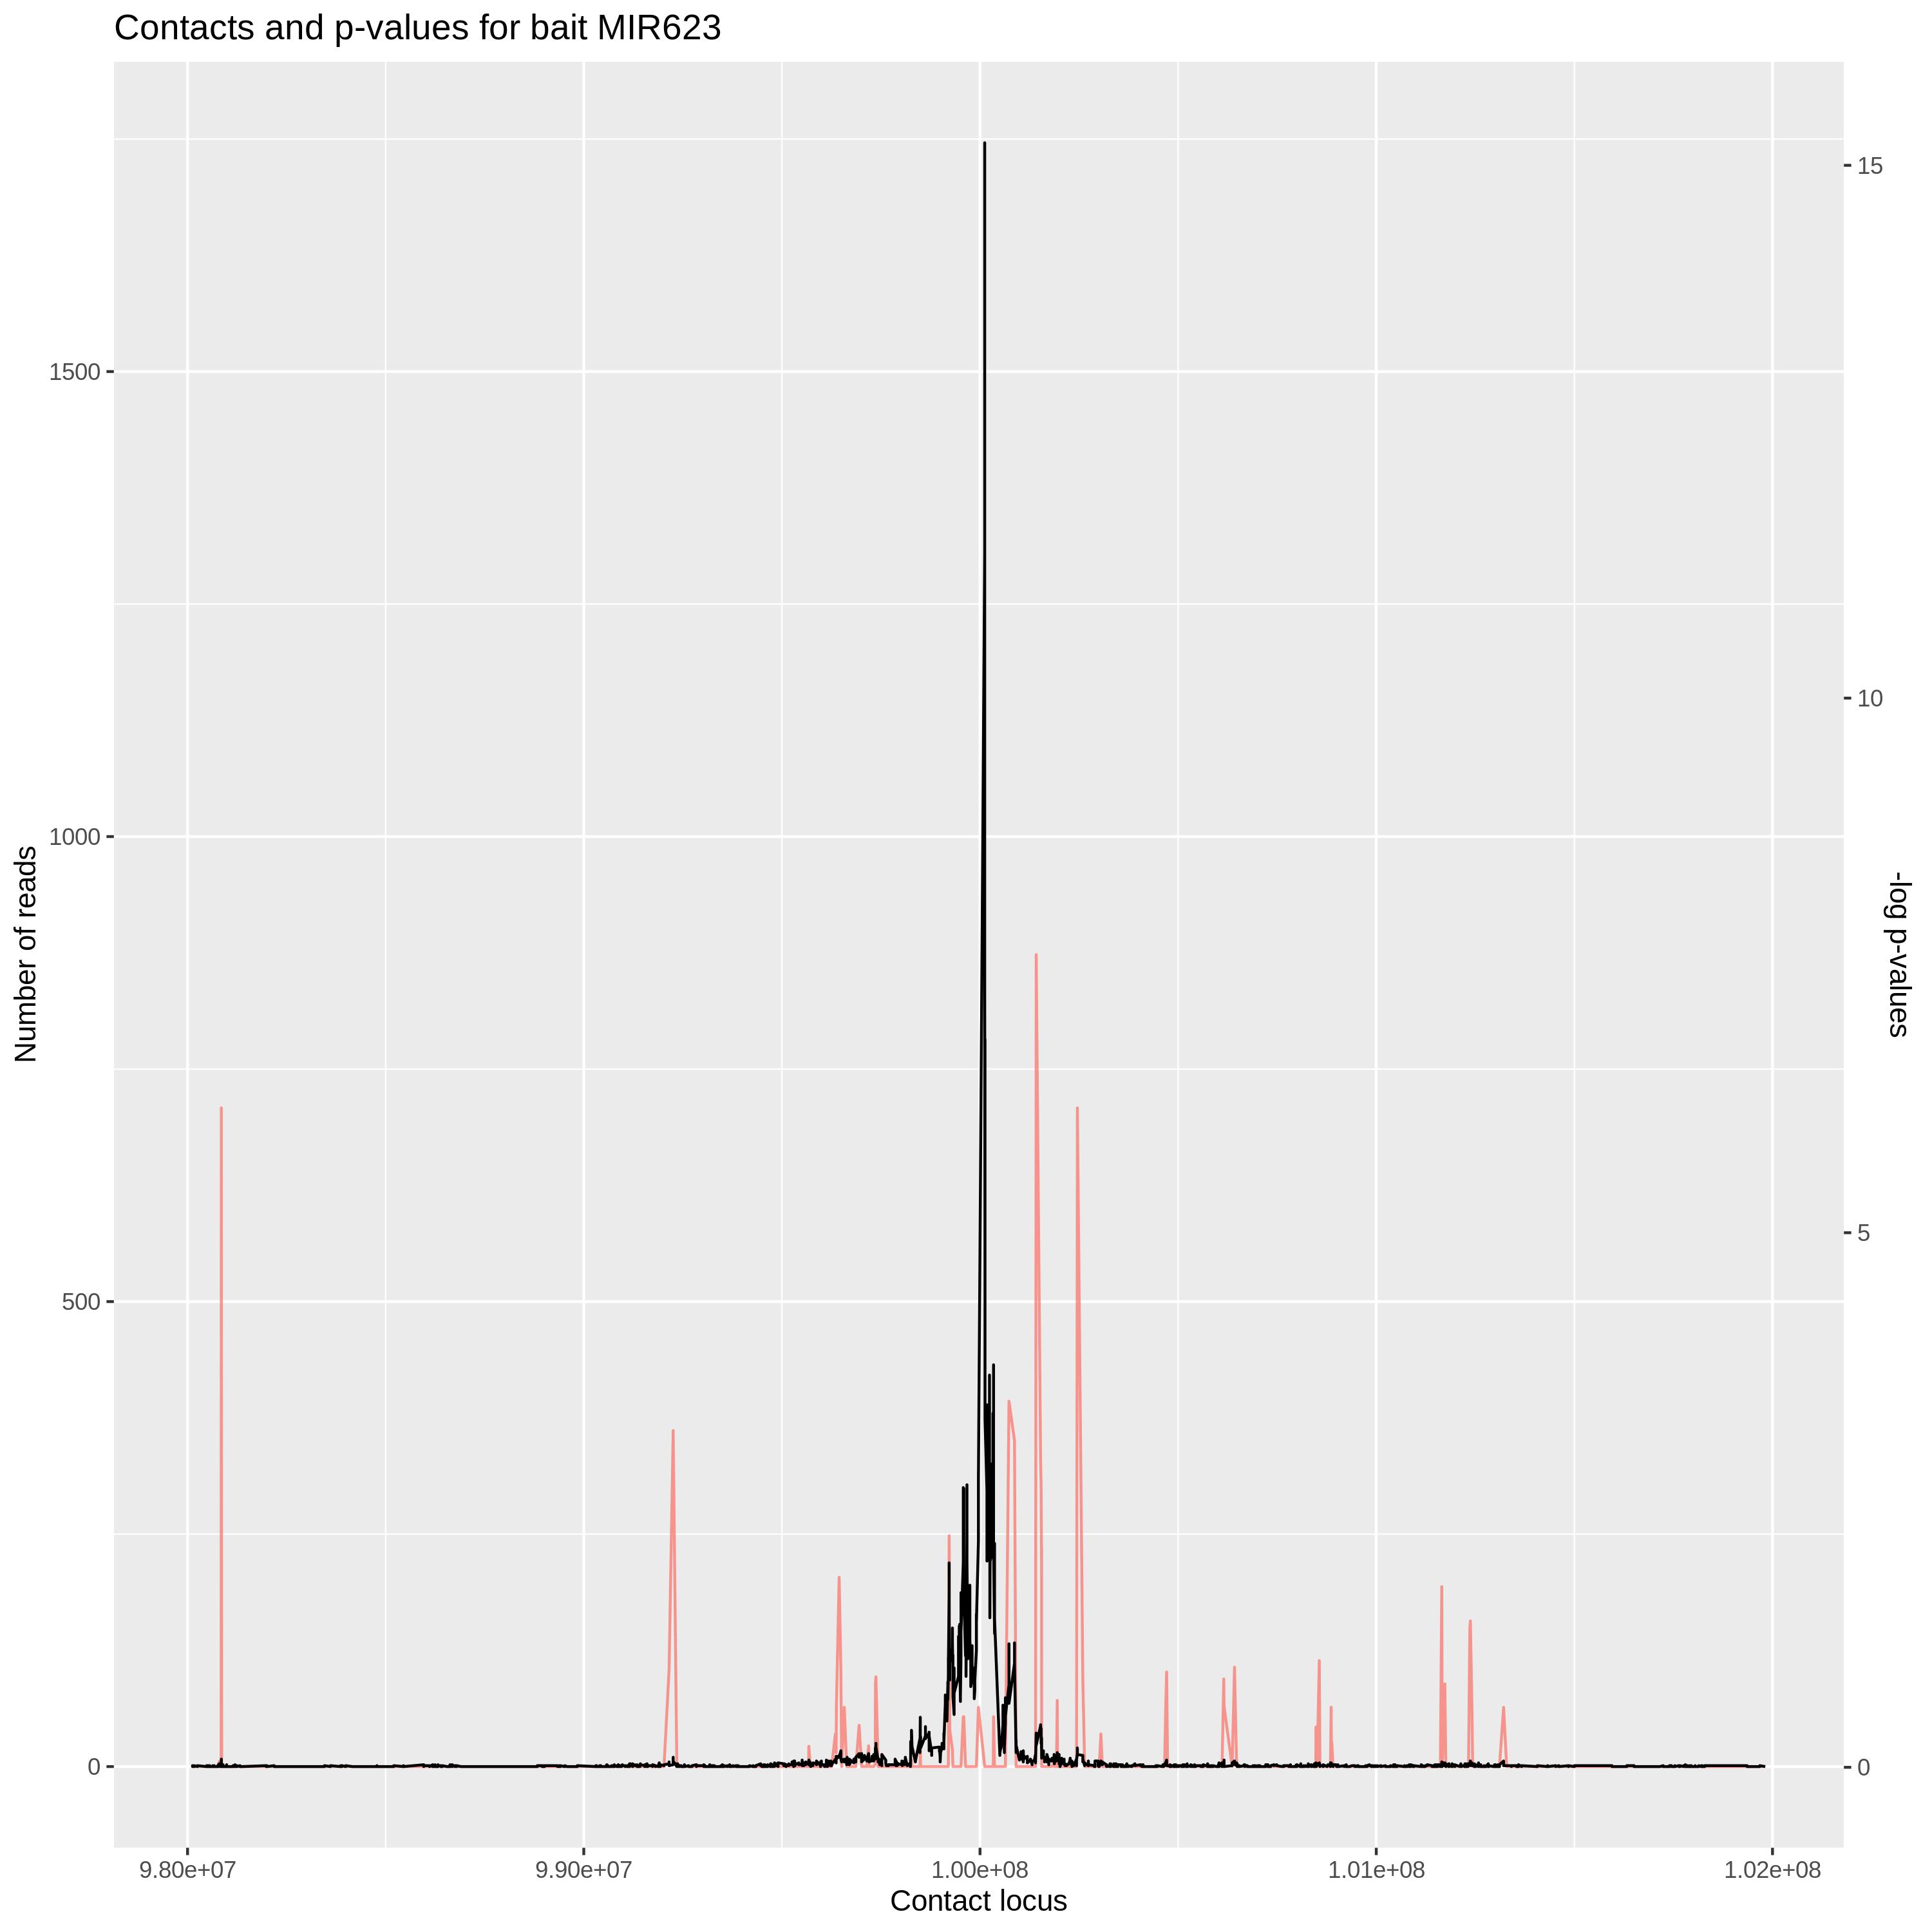 Contacts and p-values for bait MIR623
15
1500
10
1000
Number of reads
-log p-values
5
500
0
0
9.80e+07 9.90e+07 1.00e+08 1.01e+08 1.02e+08
Contact locus